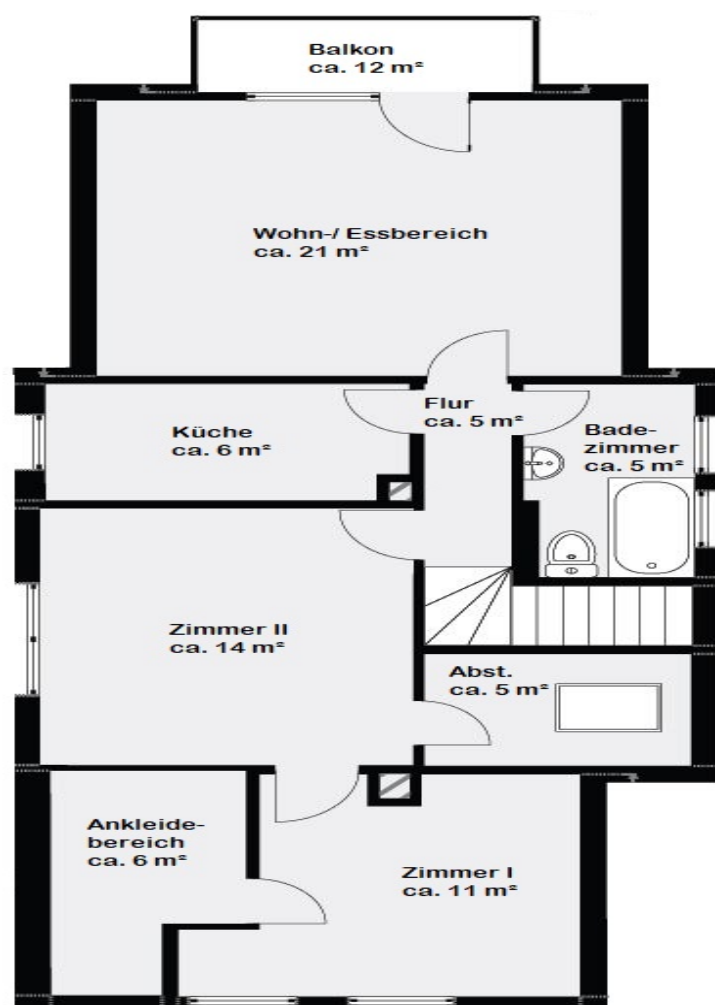 Balkon
ca. 12 m²
Wohn-/ Essbereich
ca. 21 m²
Flur
ca. 5 m²
Küche
ca. 6 m²
Bade-
zimmer
ca. 5 m²
Zimmer II
ca. 14 m²
Abst.
ca. 5 m²
Ankleide-
bereich
ca. 6 m²
Zimmer I
ca. 11 m²